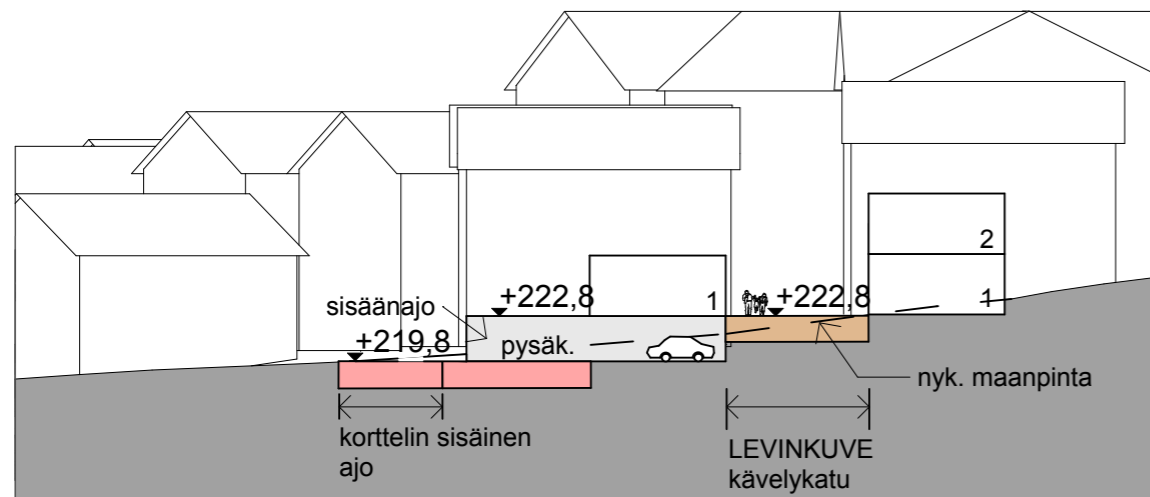 2
sisäänajo
+222,8
1
+222,8
1
+219,8
pysäk.
nyk. maanpinta
korttelin sisäinen
ajo
LEVINKUVE
kävelykatu